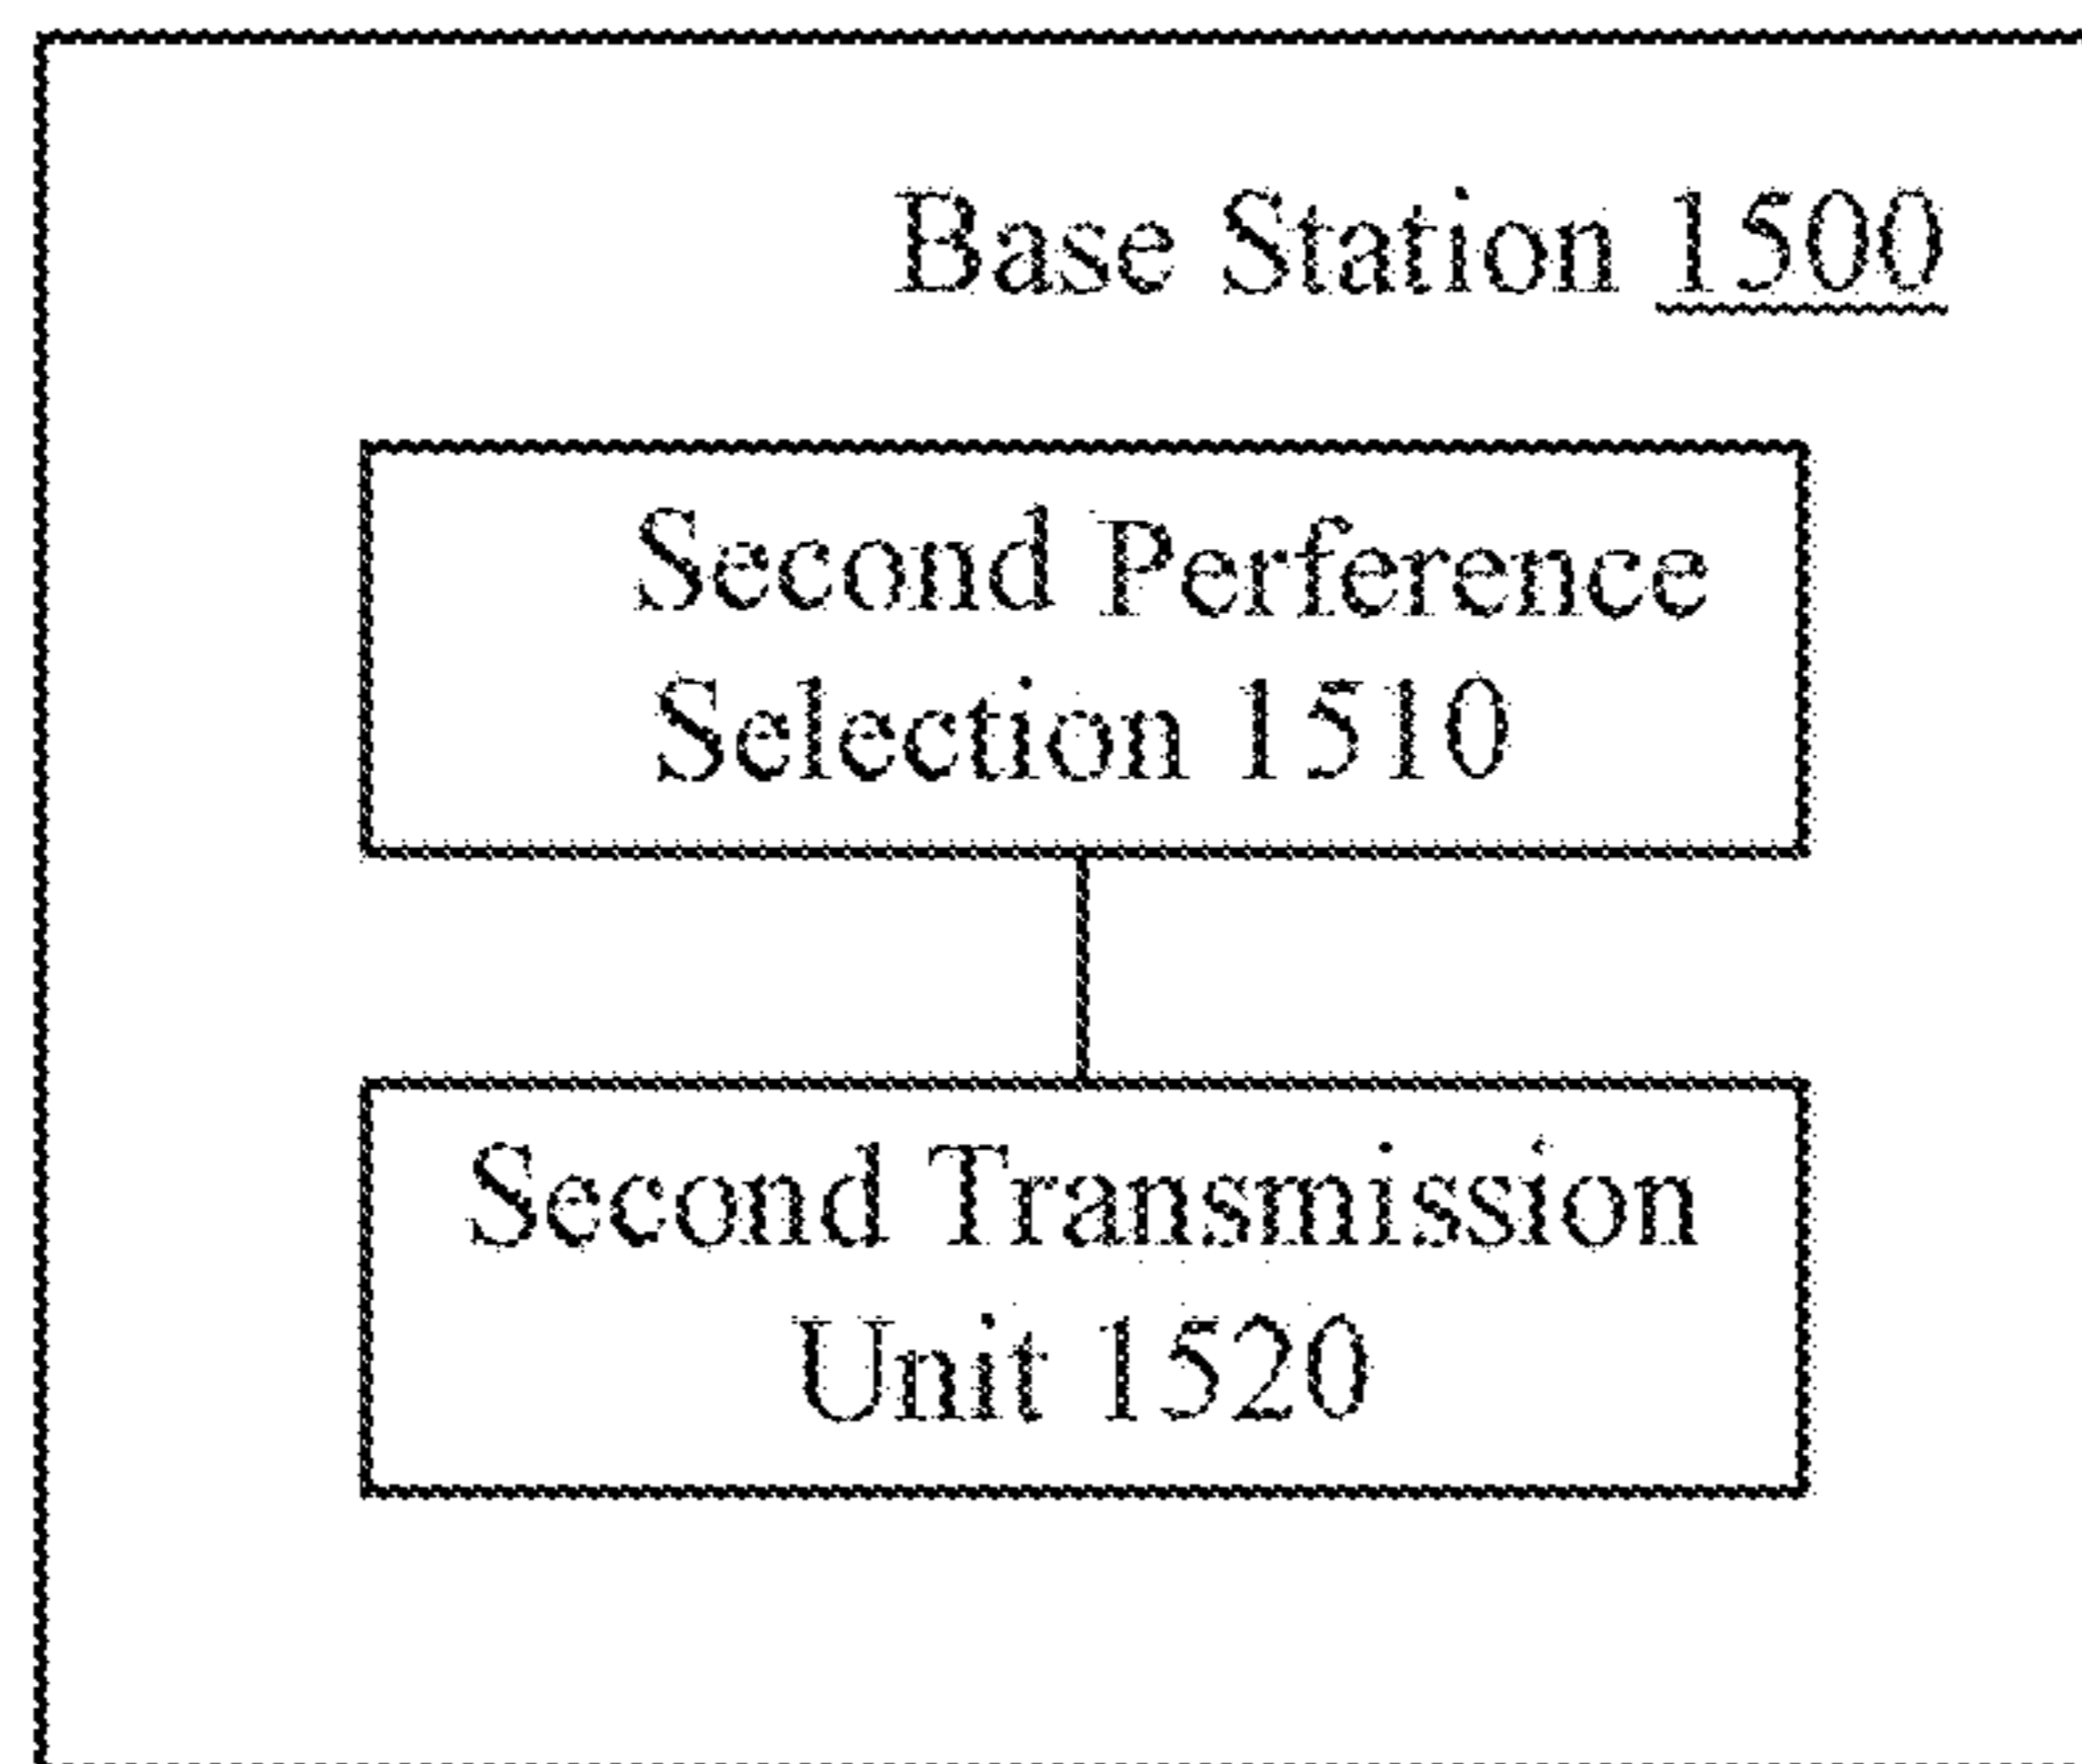 Base Station 1500
Second Perference
Selection 1510
Second Transmission
Unit 1520